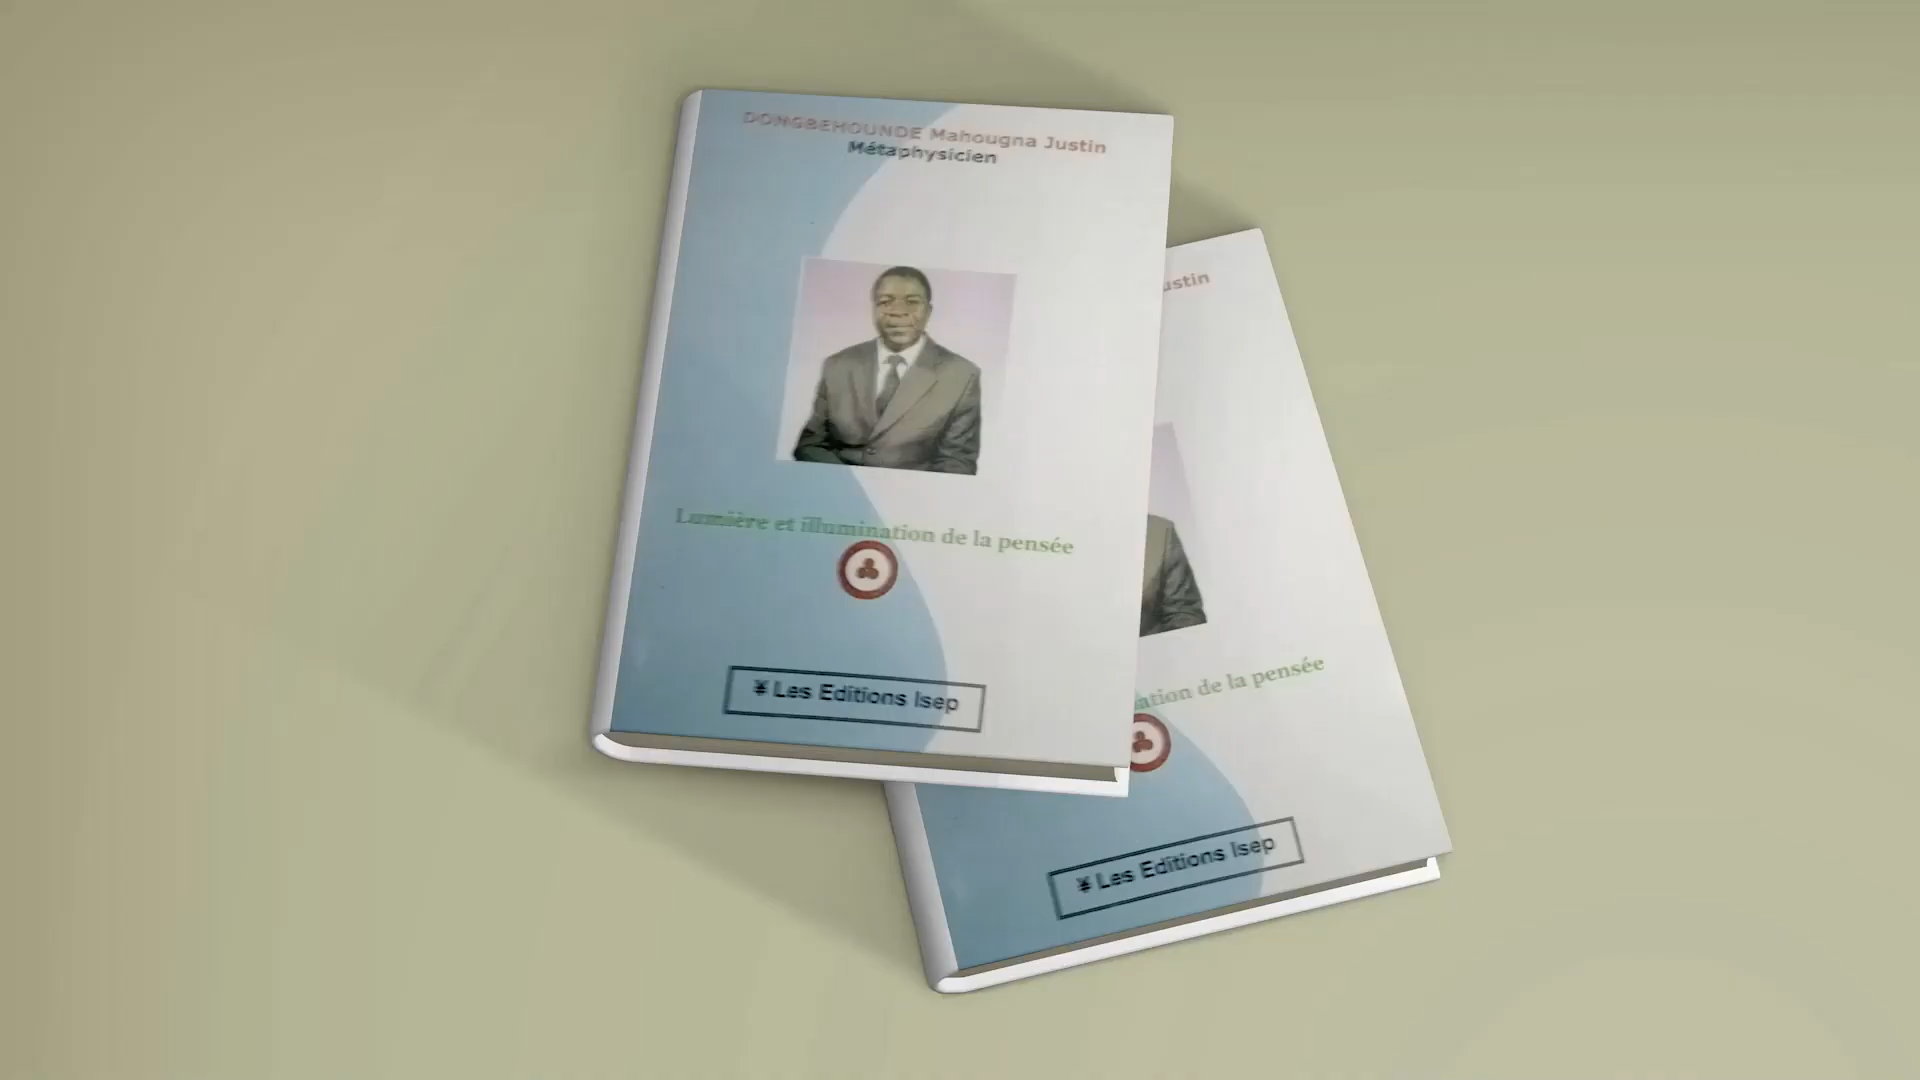 DONGBEHOUNDE Mahougna Justin
Métaphysicien
Lumière et illumination de la pensée
¥ Les Editions Isep
ustin
ation de la pensée
¥ Les Editions Isep